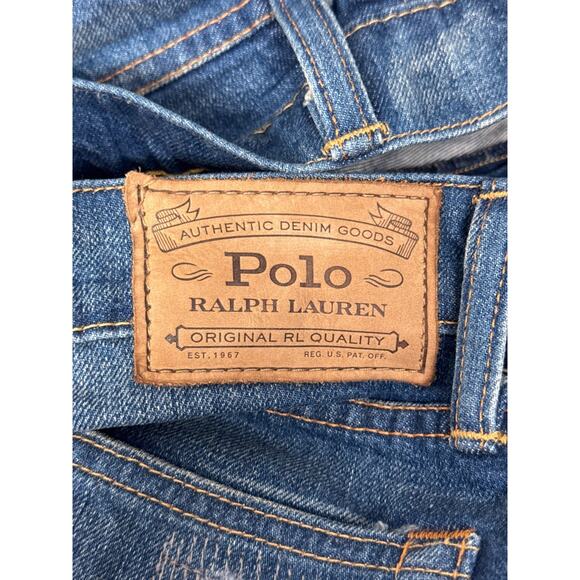 AUTHENTIC DENIM GOODS
Polo
RALPH LAUREN
ORIGINAL RL QUALITY
EST. 1967 REG. U.S. PAT. OFF.